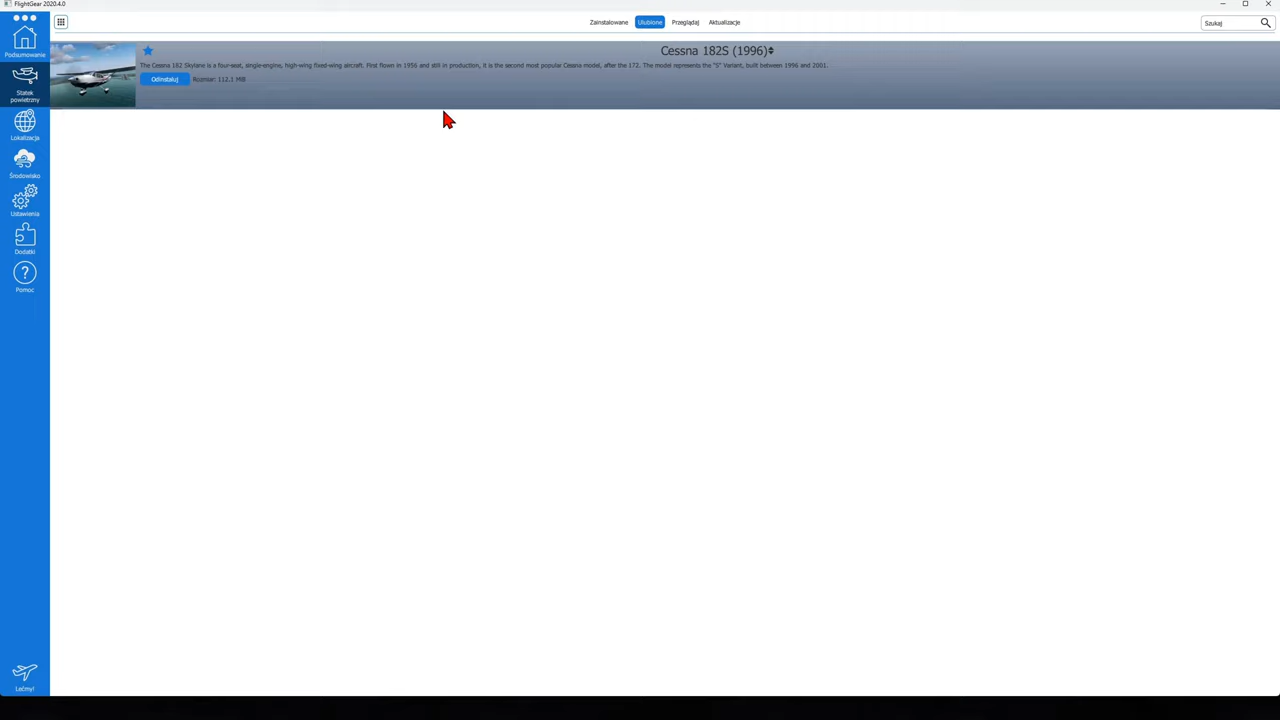 FlightGear 2020.4.0
Zainstalowane Ulubione Przeglądaj Aktualizacje
Szukaj
Podsumowanie
Statek
powietrzny
Lokalizacja
Środowisko
Ustawienia
Dodatki
Pomoc
Lećmy!
Cessna 182S (1996)
The Cessna 182 Skylane is a four-seat, single-engine, high-wing fixed-wing aircraft. First flown in 1956 and still in production, it is the second most popular Cessna model, after the 172. The model represents the "S" Variant, built between 1996 and 2001.
Odinstaluj Rozmiar: 112.1 MiB